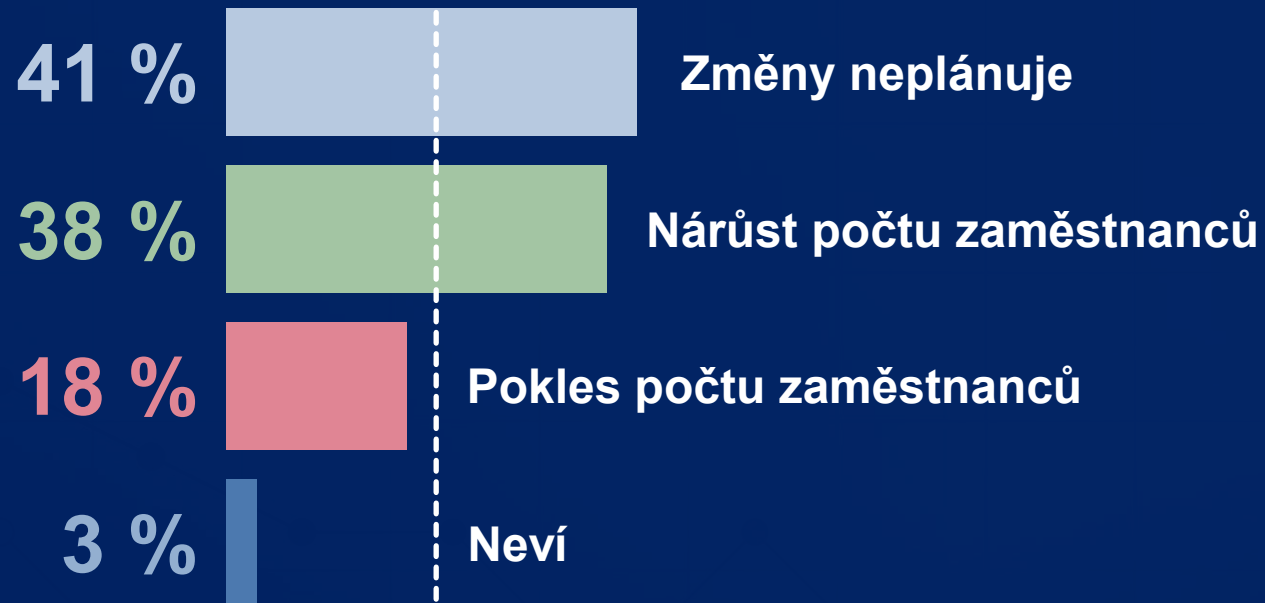 41 % Změny neplánuje
38 % Nárůst počtu zaměstnanců
18 % Pokles počtu zaměstnanců
3 % Neví